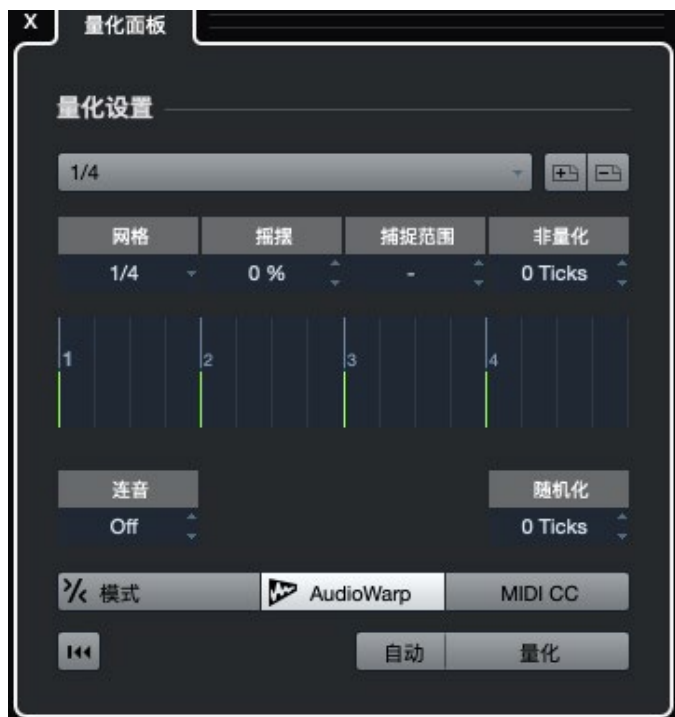 X 量化面板
量化设置
1/4
网格 摇摆 捕捉范围 非量化
1/4 0 % - 0 Ticks
1 2 3 4
连音 随机化
Off 0 Ticks
模式 AudioWarp MIDI CC
自动 量化